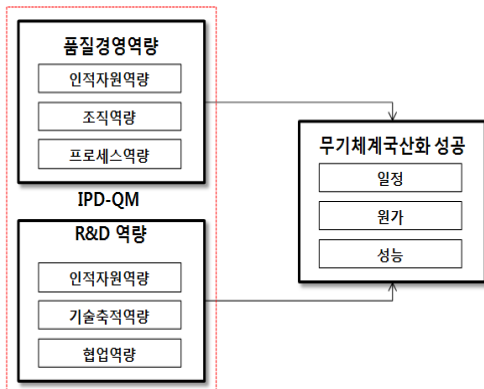 품질경영역량
인적자원역량
조직역량
프로세스역량
IPD-QM
R&D 역량
인적자원역량
기술축적역량
협업역량
무기체계국산화 성공
일정
원가
성능